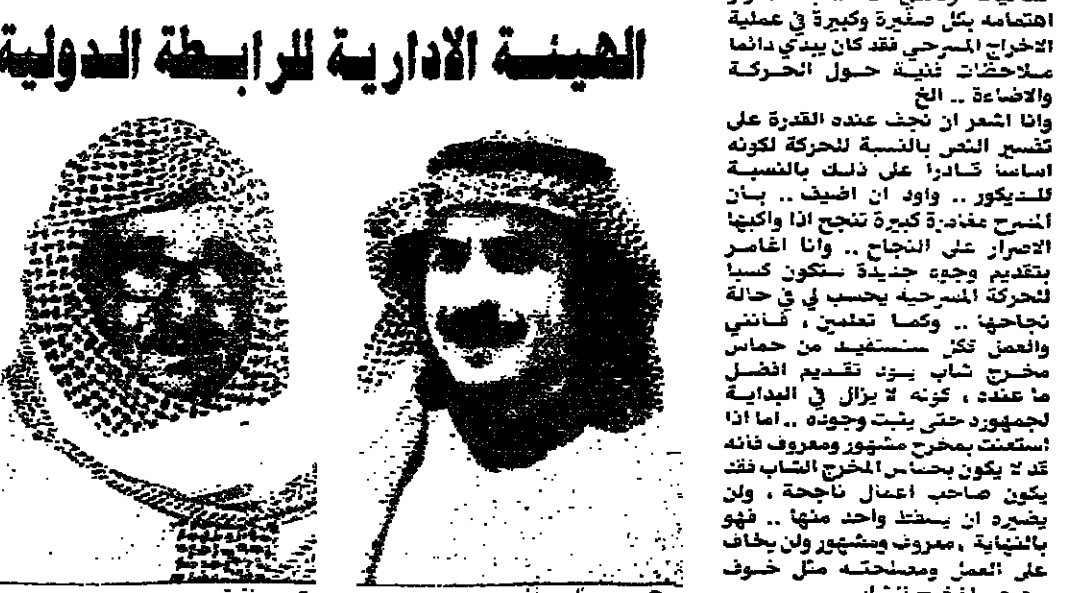 الهيئة الادارية للرابطة الدولية
اهتمامه بكل صغيرة وكبيرة في عملية
الاخراج المسرحي فقد كان يبدي دائما
ملاحظات فنية حول الحركة
والاضاءة .. الخ
وانا اشعر ان نجف عنده القدرة على
تفسير النص بالنسبة للحركة لكونه
اساسا قادرا على ذلك بالنسبة
للديكور .. واود ان اضيف .. بأن
المسرح مغامرة كبيرة تنجح اذا واكبها
الاصرار على النجاح .. وانا اغامر
بتقديم وجوه جديدة ستكون كسبا
للحركة المسرحية يحسب لي في حالة
نجاحها .. وكما تعلمين ، فانني
والعمل ككل سنستفيد من حماس
مخرج شاب يود تقديم افضل
ما عنده ، كونه لا يزال في البداية
لجمهوره حتى يثبت وجوده .. اما اذا
استعنت بمخرج مشهور ومعروف فانه
قد لا يكون بحماس المخرج الشاب فقد
يكون صاحب اعمال ناجحة ، ولن
يضيره ان يسقط واحد منها .. فهو
بالنهاية ، معروف ومشهور ولن يخاف
على العمل ومصلحته مثل خوف